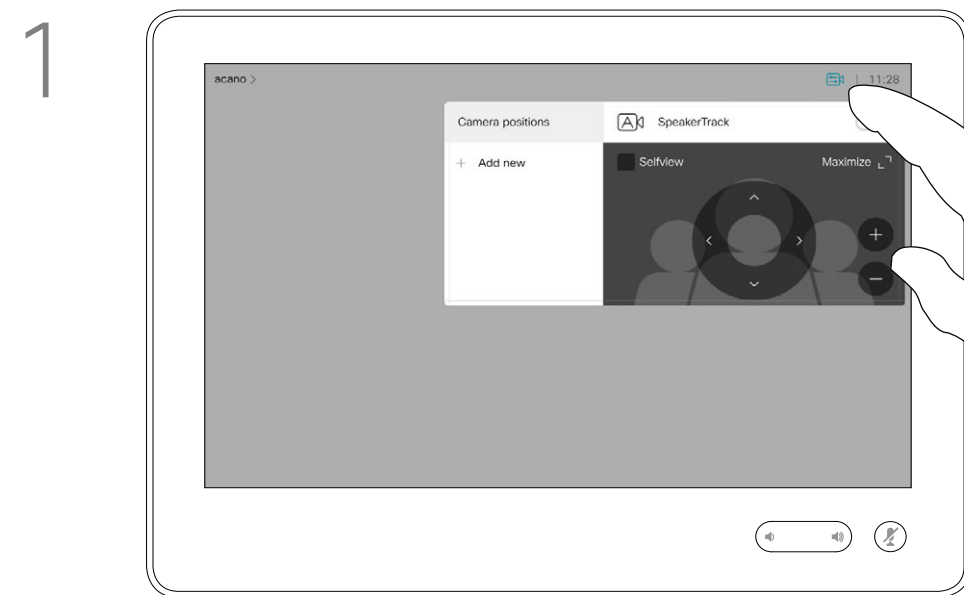 1
acano >
| 11:28
Camera positions
A SpeakerTrack
+ Add new
Selfview
Maximize
+
−